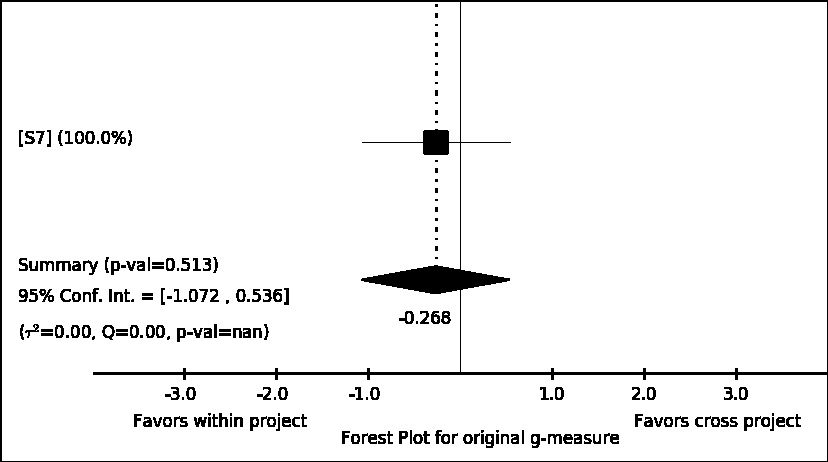 [S7] (100.0%)
Summary (p-val=0.513)
95% Conf. Int. = [-1.072 , 0.536]
(τ²=0.00, Q=0.00, p-val=nan)
-0.268
-3.0 -2.0 -1.0 1.0 2.0 3.0
Favors within project Favors cross project
Forest Plot for original g-measure